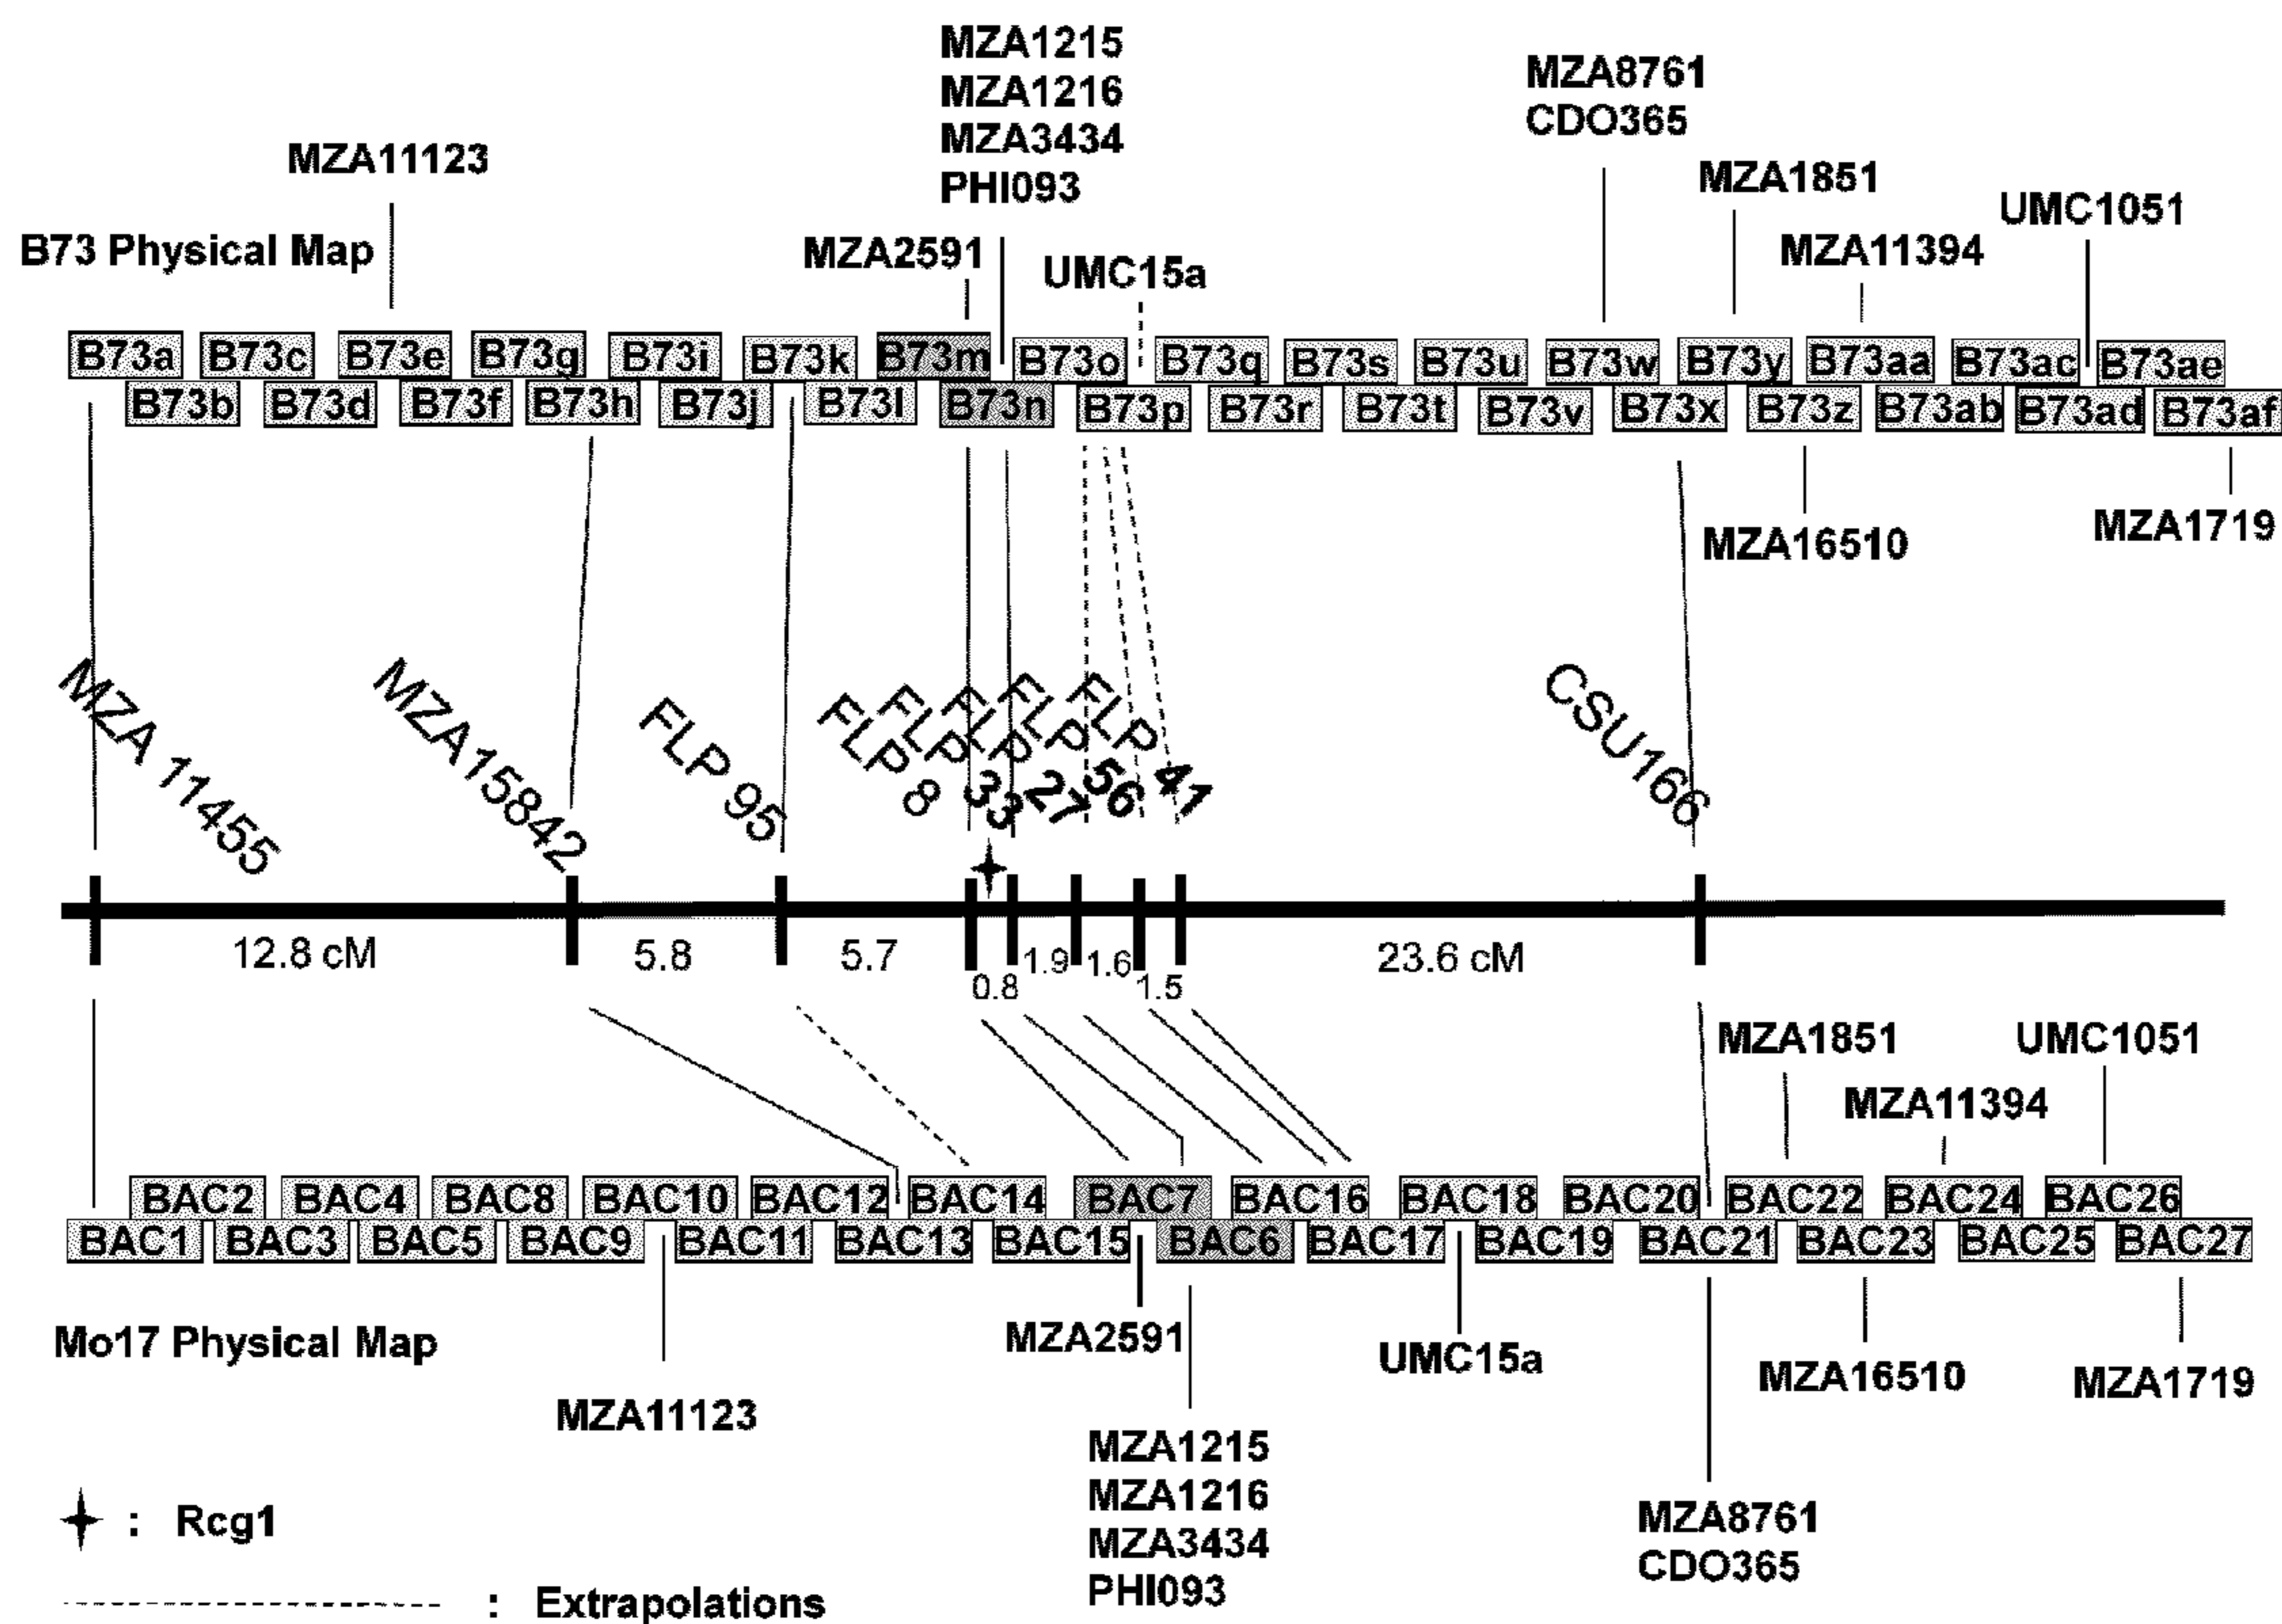 MZA1215
MZA1216
MZA3434
PHI093
MZA8761
CDO365
MZA11123
MZA1851
UMC1051
B73 Physical Map
MZA2591
UMC15a
MZA11394
B73a B73c B73e B73g B73i B73k B73m B73o B73q B73s B73u B73w B73y B73aa B73ac B73ae
B73b B73d B73f B73h B73j B73l B73n B73p B73r B73t B73v B73x B73z B73ab B73ad B73af
MZA16510
MZA1719
MZA 11455
MZA15842
FLP 95
FLP 8
FLP 33
FLP 27
FLP 56
FLP 41
CSU166
12.8 cM 5.8 5.7 0.8 1.9 1.6 1.5 23.6 cM
MZA1851
UMC1051
MZA11394
BAC2 BAC4 BAC8 BAC10 BAC12 BAC14 BAC7 BAC16 BAC18 BAC20 BAC22 BAC24 BAC26
BAC1 BAC3 BAC5 BAC9 BAC11 BAC13 BAC15 BAC6 BAC17 BAC19 BAC21 BAC23 BAC25 BAC27
Mo17 Physical Map
MZA2591
UMC15a
MZA16510
MZA1719
MZA11123
MZA1215
MZA1216
MZA3434
PHI093
MZA8761
CDO365
: Rcg1
: Extrapolations